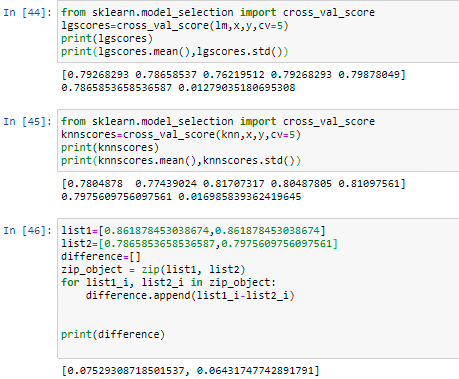 In [44]: from sklearn.model_selection import cross_val_score
lgscores=cross_val_score(lm,x,y,cv=5)
print(lgscores)
print(lgscores.mean(),lgscores.std())
[0.79268293 0.78658537 0.76219512 0.79268293 0.79878049]
0.7865853658536587 0.01279035180695308
In [45]: from sklearn.model_selection import cross_val_score
knnscores=cross_val_score(knn,x,y,cv=5)
print(knnscores)
print(knnscores.mean(),knnscores.std())
[0.7804878  0.77439024 0.81707317 0.80487805 0.81097561]
0.7975609756097561 0.016985839362419645
In [46]: list1=[0.861878453038674,0.861878453038674]
list2=[0.7865853658536587,0.7975609756097561]
difference=[]
zip_object = zip(list1, list2)
for list1_i, list2_i in zip_object:
    difference.append(list1_i-list2_i)
print(difference)
[0.07529308718501537, 0.06431747742891791]